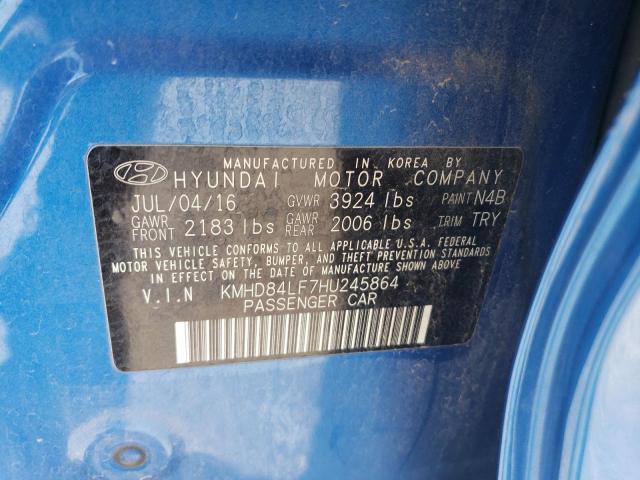 MANUFACTURED IN KOREA BY
HYUNDAI MOTOR COMPANY
JUL/04/16 GVWR 3924 lbs PAINT N4B
GAWR FRONT 2183 lbs GAWR REAR 2006 lbs TRIM TRY
THIS VEHICLE CONFORMS TO ALL APPLICABLE U.S.A. FEDERAL
MOTOR VEHICLE SAFETY, BUMPER, AND THEFT PREVENTION STANDARDS
IN EFFECT ON THE DATE OF MANUFACTURE SHOWN ABOVE.
V.I.N KMHD84LF7HU245864
PASSENGER CAR